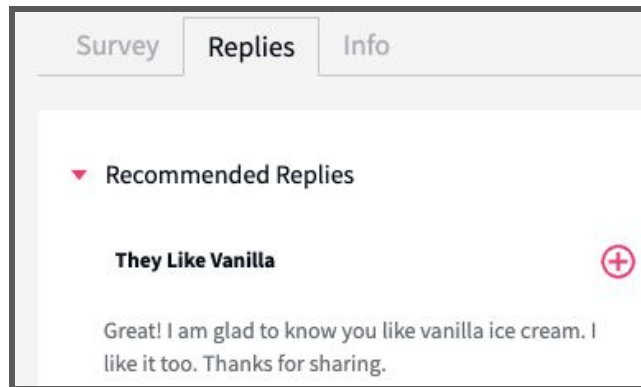 Survey Replies Info
Recommended Replies
They Like Vanilla
Great! I am glad to know you like vanilla ice cream. I
like it too. Thanks for sharing.